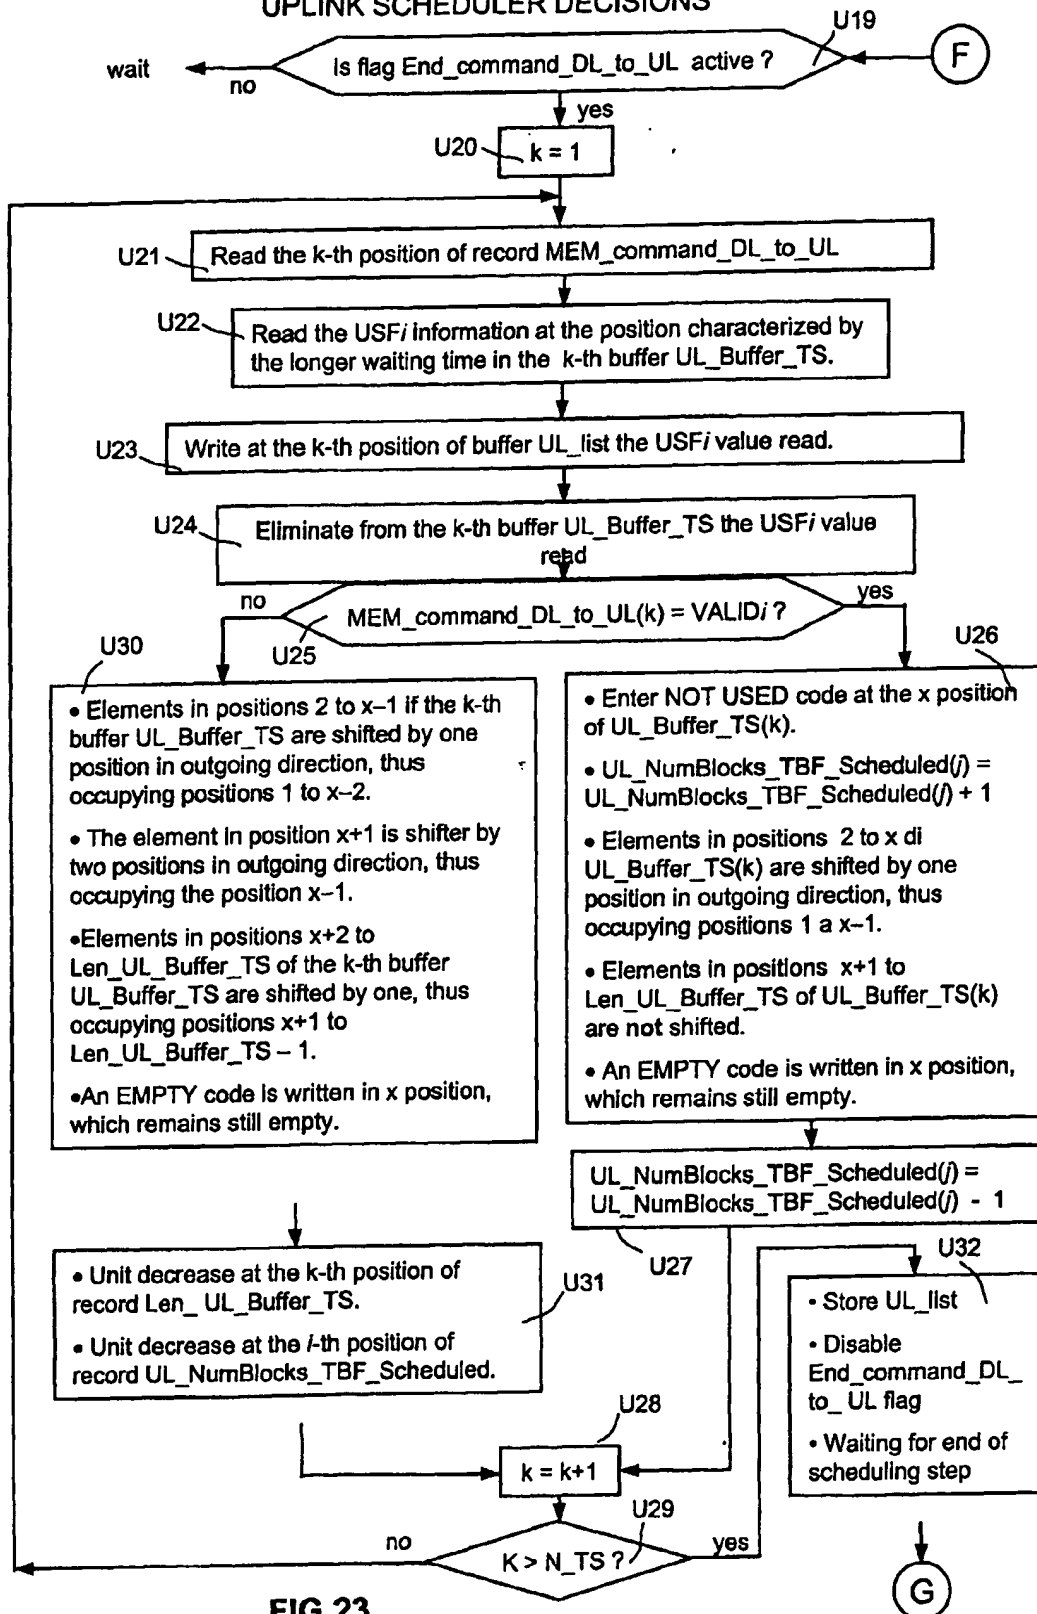 UPLINK SCHEDULER DECISIONS
U19
wait
no
Is flag End_command_DL_to_UL active ?
F
yes
U20
k = 1
U21
Read the k-th position of record MEM_command_DL_to_UL
U22
Read the USFi information at the position characterized by
the longer waiting time in the k-th buffer UL_Buffer_TS.
U23
Write at the k-th position of buffer UL_list the USFi value read.
U24
Eliminate from the k-th buffer UL_Buffer_TS the USFi value
read
no
yes
MEM_command_DL_to_UL(k) = VALIDi ?
U25
U30
• Elements in positions 2 to x–1 if the k-th
buffer UL_Buffer_TS are shifted by one
position in outgoing direction, thus
occupying positions 1 to x–2.
• The element in position x+1 is shifter by
two positions in outgoing direction, thus
occupying the position x–1.
•Elements in positions x+2 to
Len_UL_Buffer_TS of the k-th buffer
UL_Buffer_TS are shifted by one, thus
occupying positions x+1 to
Len_UL_Buffer_TS – 1.
•An EMPTY code is written in x position,
which remains still empty.
U26
• Enter NOT USED code at the x position
of UL_Buffer_TS(k).
• UL_NumBlocks_TBF_Scheduled(j) =
UL_NumBlocks_TBF_Scheduled(j) + 1
• Elements in positions 2 to x di
UL_Buffer_TS(k) are shifted by one
position in outgoing direction, thus
occupying positions 1 a x–1.
• Elements in positions x+1 to
Len_UL_Buffer_TS of UL_Buffer_TS(k)
are not shifted.
• An EMPTY code is written in x position,
which remains still empty.
UL_NumBlocks_TBF_Scheduled(j) =
UL_NumBlocks_TBF_Scheduled(j) - 1
U27
• Unit decrease at the k-th position of
record Len_ UL_Buffer_TS.
• Unit decrease at the i-th position of
record UL_NumBlocks_TBF_Scheduled.
U31
U32
• Store UL_list
• Disable
End_command_DL_
to_ UL flag
• Waiting for end of
scheduling step
U28
k = k+1
U29
no
K > N_TS ?
yes
G
FIG.23